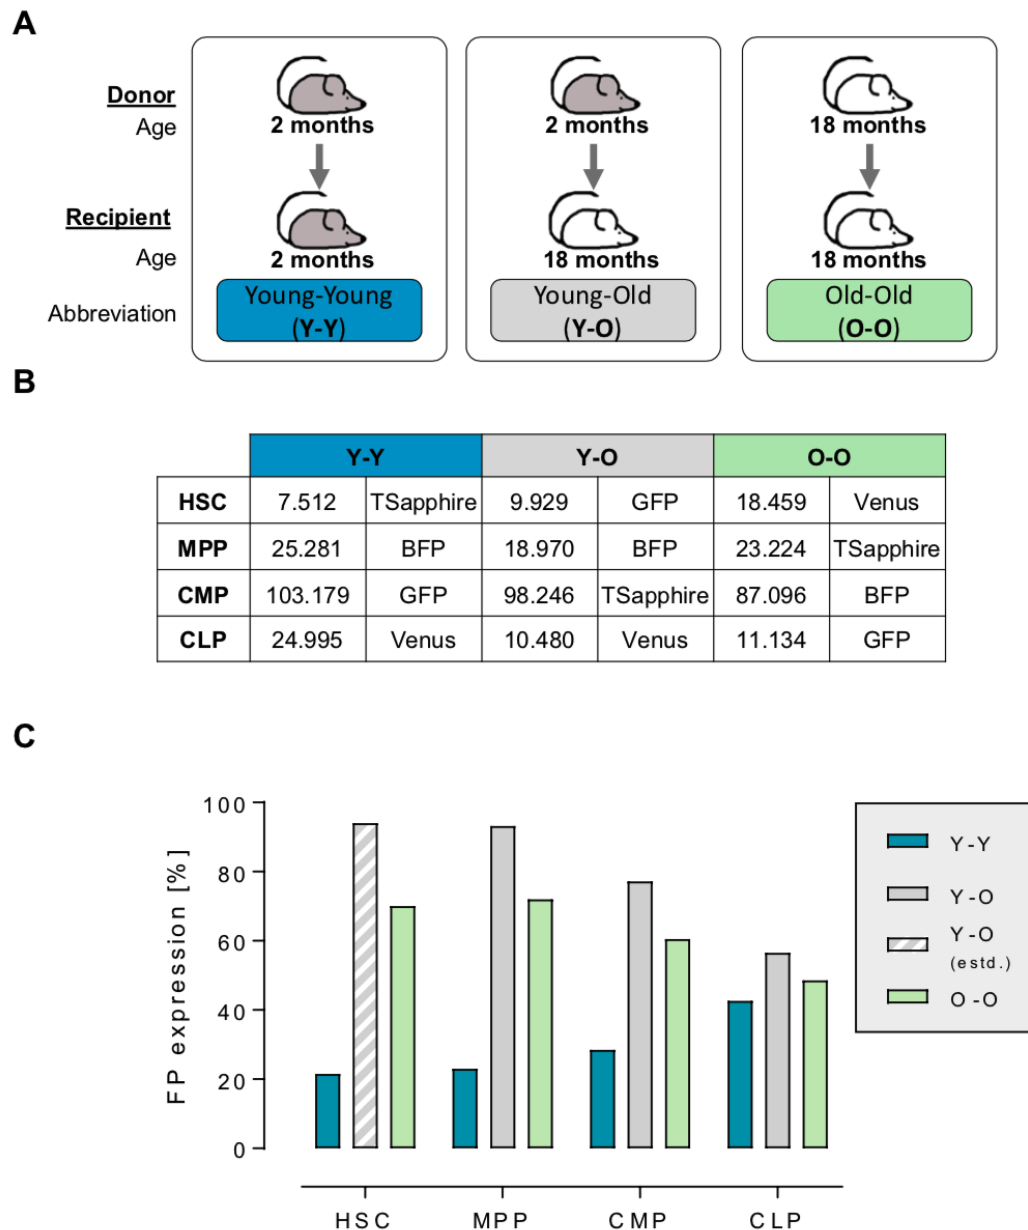 A
Donor
Age
2 months
2 months
18 months
Recipient
Age
2 months
18 months
18 months
Abbreviation
Young-Young
(Y-Y)
Young-Old
(Y-O)
Old-Old
(O-O)
B
Y-Y Y-O O-O
HSC 7.512 TSapphire 9.929 GFP 18.459 Venus
MPP 25.281 BFP 18.970 BFP 23.224 TSapphire
CMP 103.179 GFP 98.246 TSapphire 87.096 BFP
CLP 24.995 Venus 10.480 Venus 11.134 GFP
C
FP expression [%]
100
80
60
40
20
0
HSC MPP CMP CLP
Y-Y
Y-O
Y-O
(estd.)
O-O